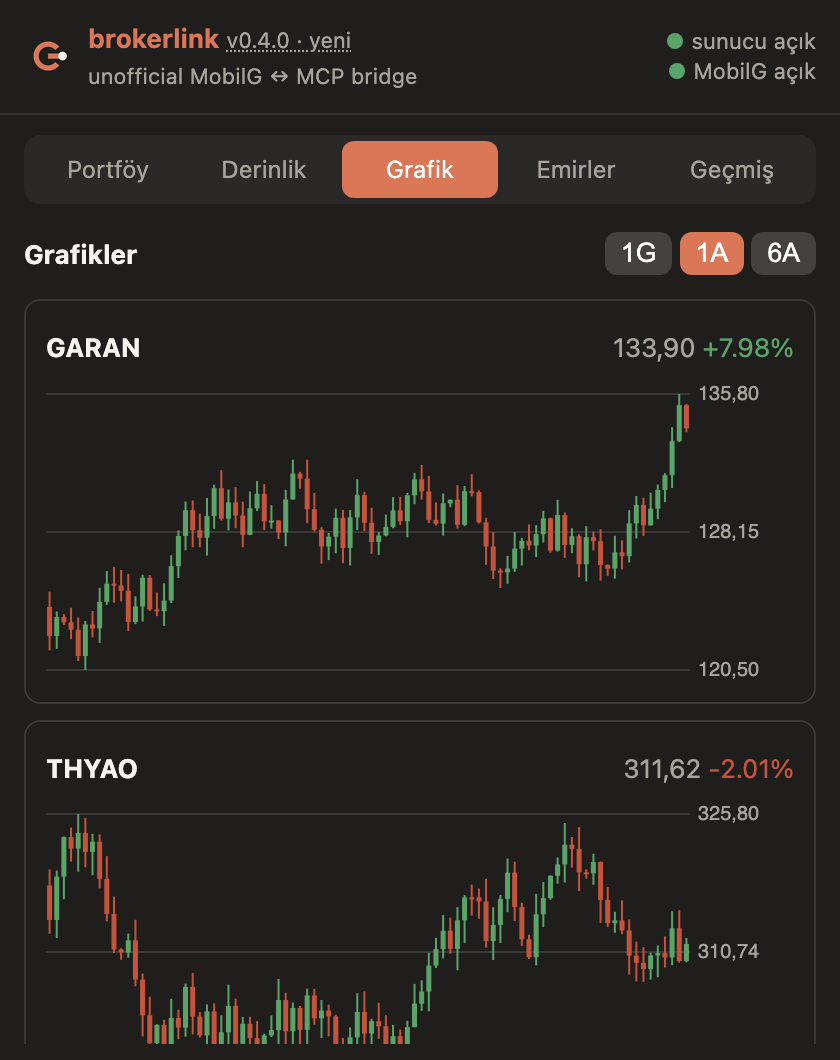 brokerlink v0.4.0 · yeni
unofficial MobilG ↔ MCP bridge
sunucu açık
MobilG açık
Portföy
Derinlik
Grafik
Emirler
Geçmiş
Grafikler
1G
1A
6A
GARAN
133,90 +7.98%
135,80
128,15
120,50
THYAO
311,62 -2.01%
325,80
310,74